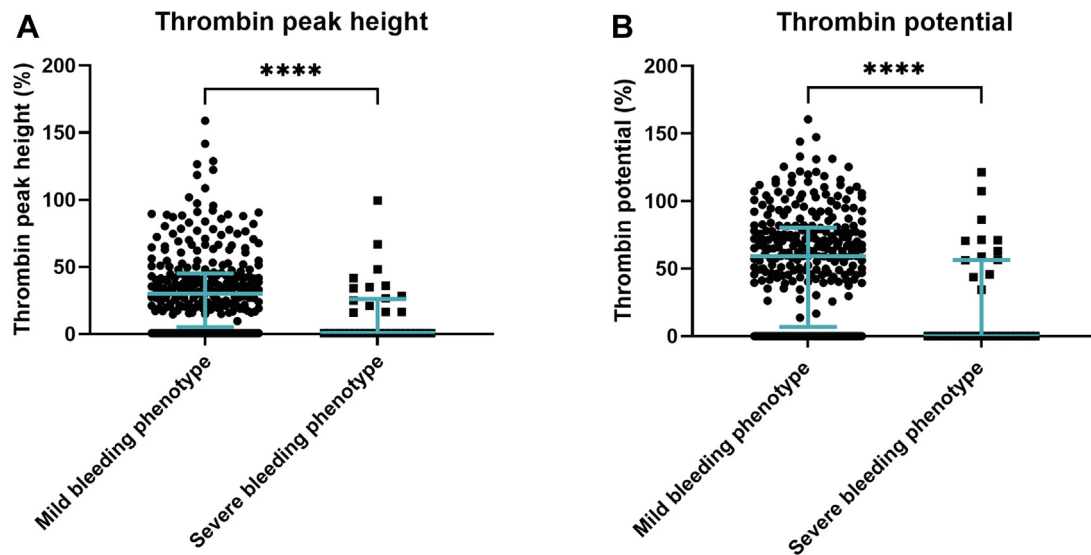 A
Thrombin peak height
Thrombin peak height (%)
200
150
100
50
0
****
Mild bleeding phenotype
Severe bleeding phenotype
B
Thrombin potential
Thrombin potential (%)
200
150
100
50
0
****
Mild bleeding phenotype
Severe bleeding phenotype